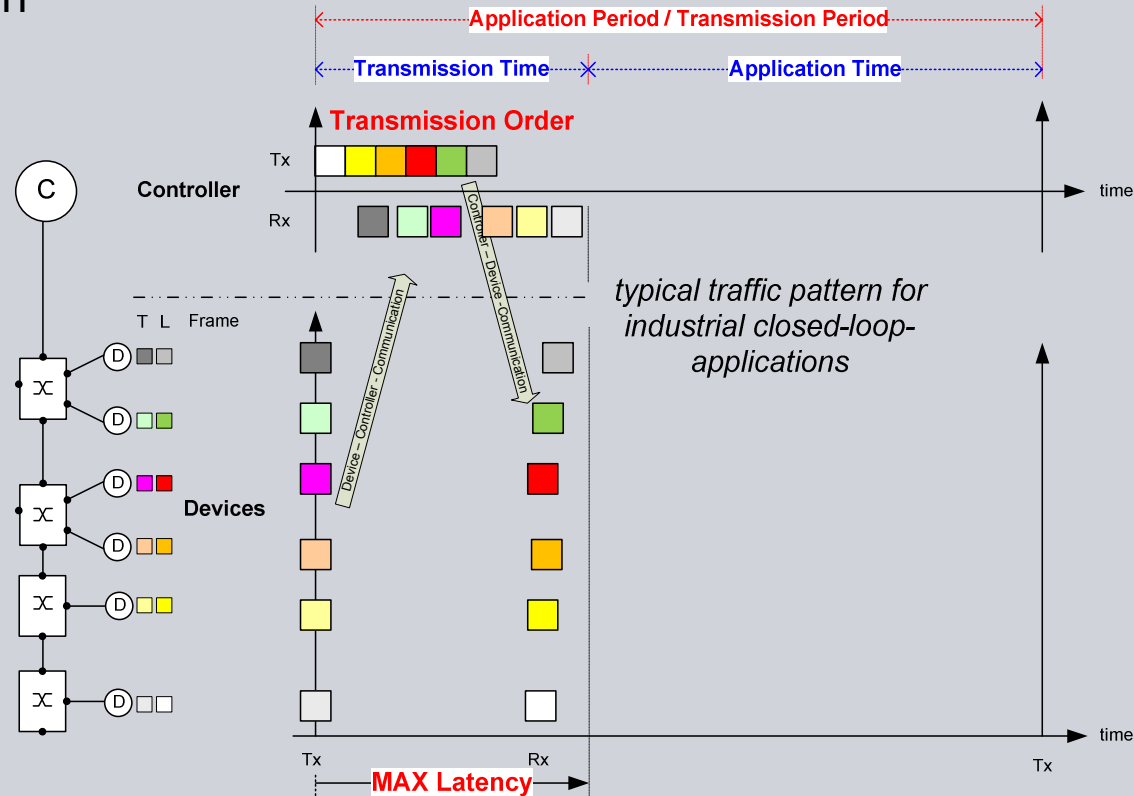 Application Period / Transmission Period
Transmission Time
Application Time
Transmission Order
Tx
C
Controller
time
Rx
Controller – Device -Communication
Device – Controller - Communication
typical traffic pattern for
industrial closed-loop-
applications
T L Frame
D
D
D
Devices
D
D
D
time
Tx
Rx
Tx
MAX Latency